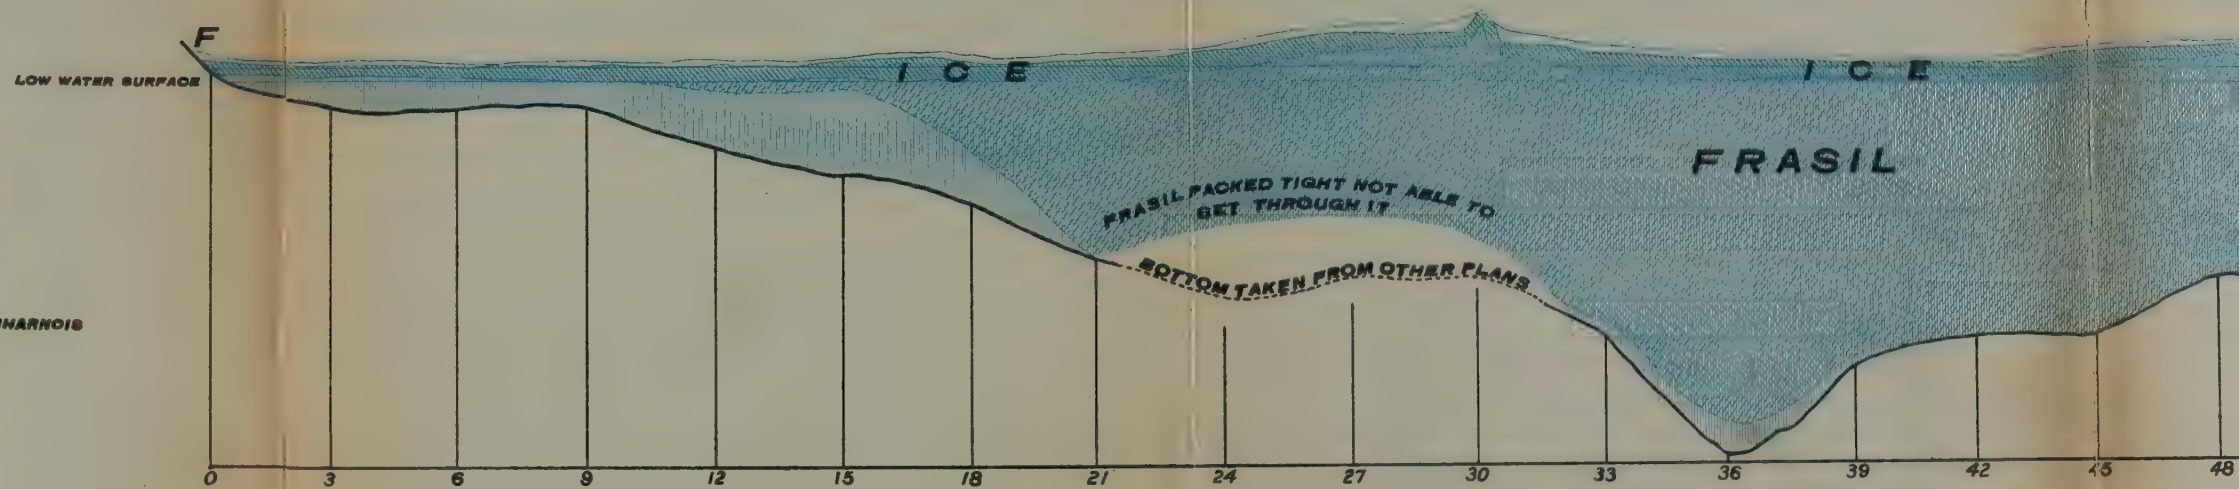 F
LOW WATER SURFACE
ICE
ICE
FRASIL
FRASIL PACKED TIGHT NOT ABLE TO
GET THROUGH IT
BOTTOM TAKEN FROM OTHER PLANS
HARNOIS
0 3 6 9 12 15 18 21 24 27 30 33 36 39 42 45 48